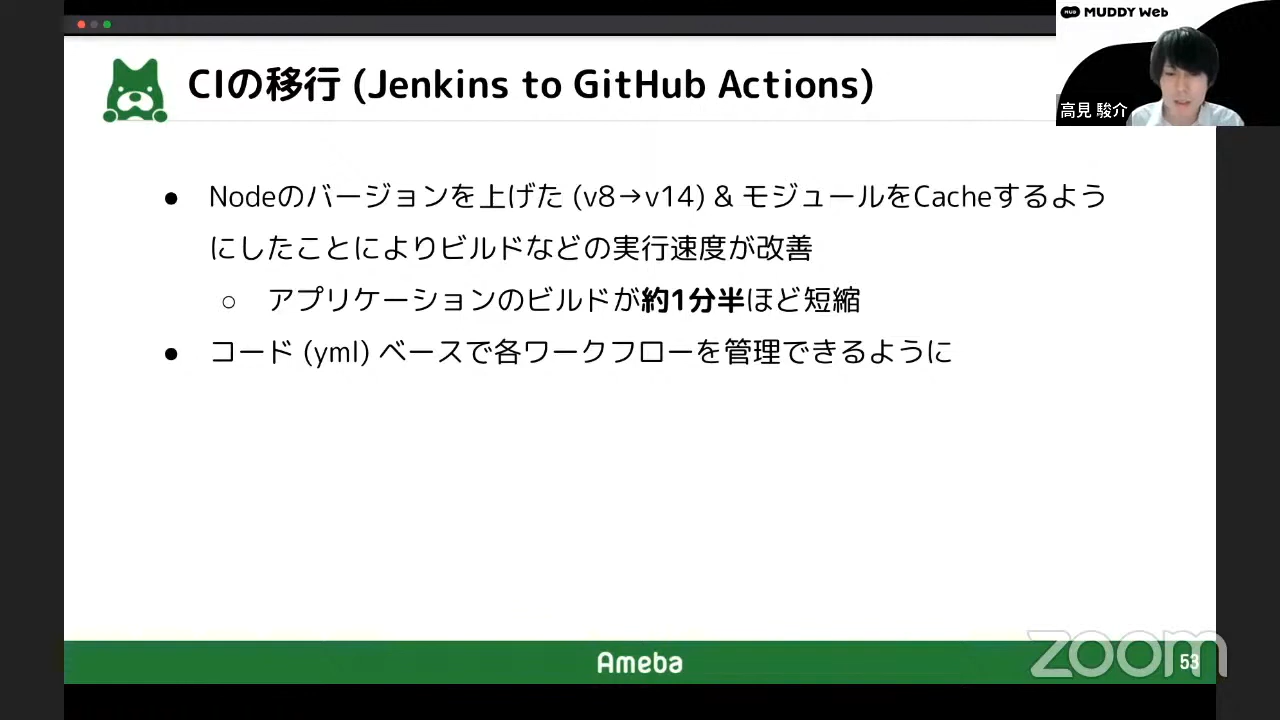 MUDDY Web
高見 駿介
CIの移行 (Jenkins to GitHub Actions)
● Nodeのバージョンを上げた (v8→v14) & モジュールをCacheするよう
にしたことによりビルドなどの実行速度が改善
○ アプリケーションのビルドが約1分半ほど短縮
● コード (yml) ベースで各ワークフローを管理できるように
Ameba
zoom
53